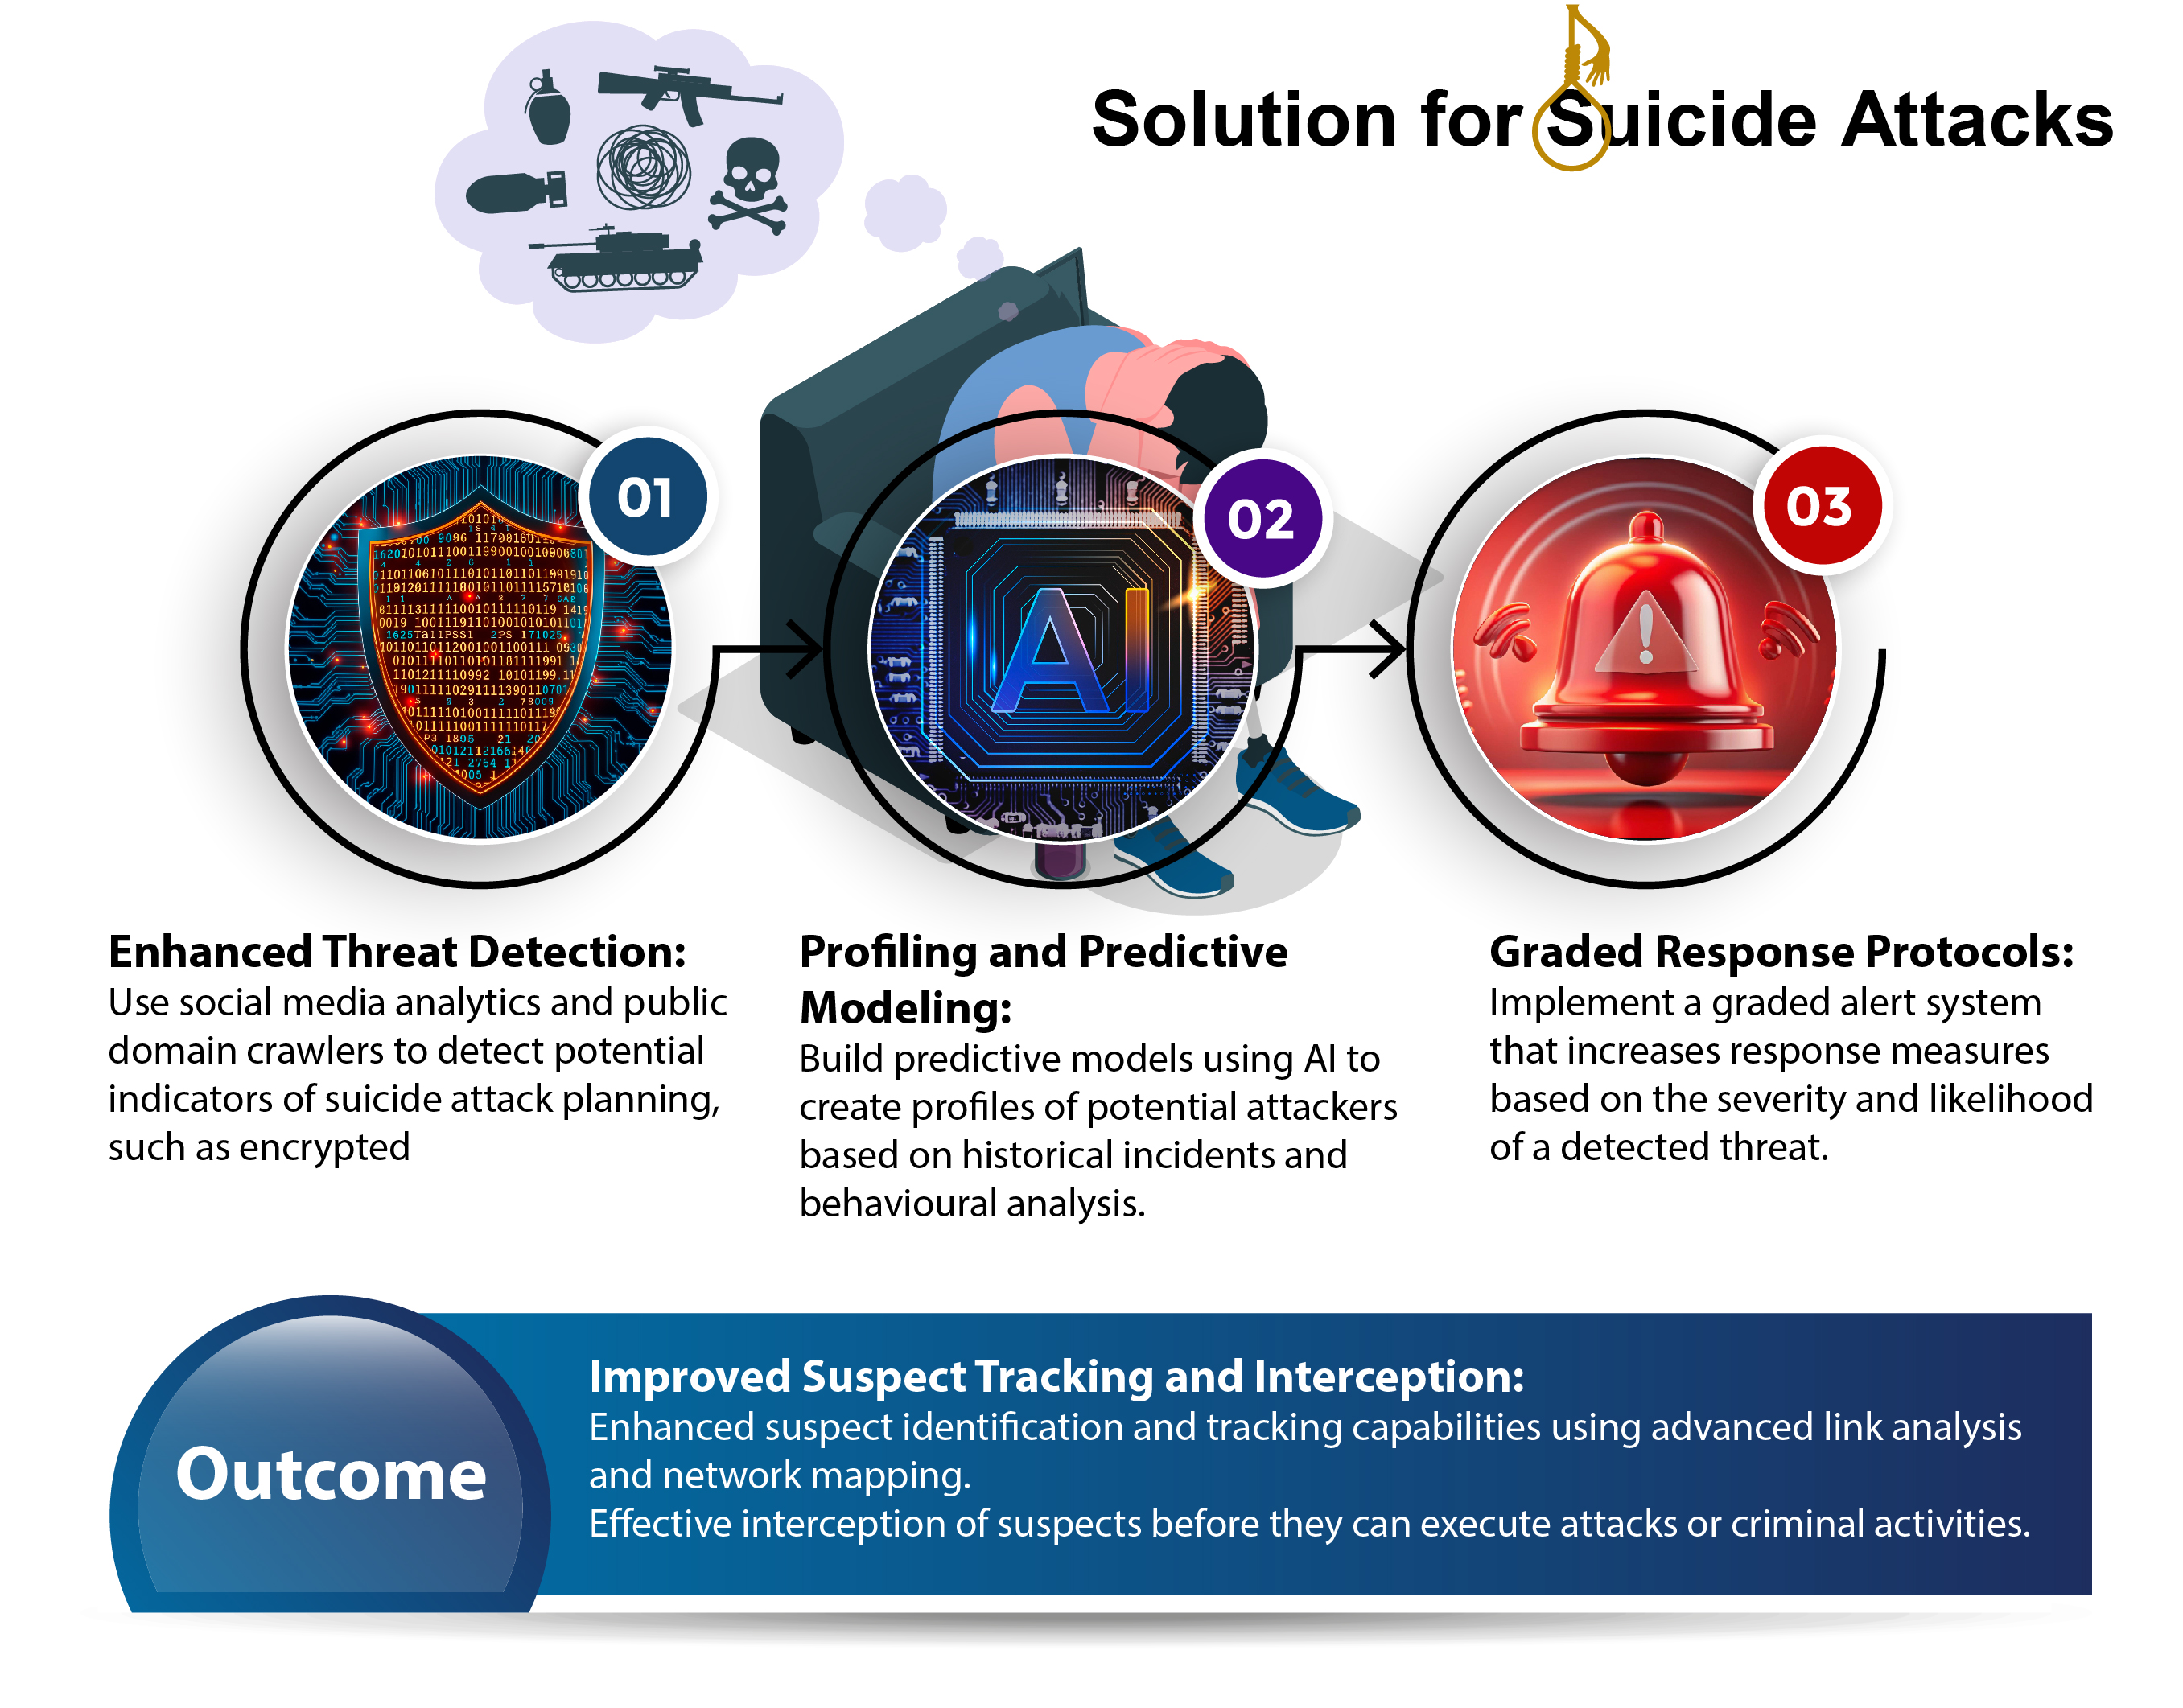 Solution for Suicide Attacks
01
02
03
AI
Enhanced Threat Detection:
Use social media analytics and public
domain crawlers to detect potential
indicators of suicide attack planning,
such as encrypted
Profiling and Predictive
Modeling:
Build predictive models using AI to
create profiles of potential attackers
based on historical incidents and
behavioural analysis.
Graded Response Protocols:
Implement a graded alert system
that increases response measures
based on the severity and likelihood
of a detected threat.
Outcome
Improved Suspect Tracking and Interception:
Enhanced suspect identification and tracking capabilities using advanced link analysis
and network mapping.
Effective interception of suspects before they can execute attacks or criminal activities.